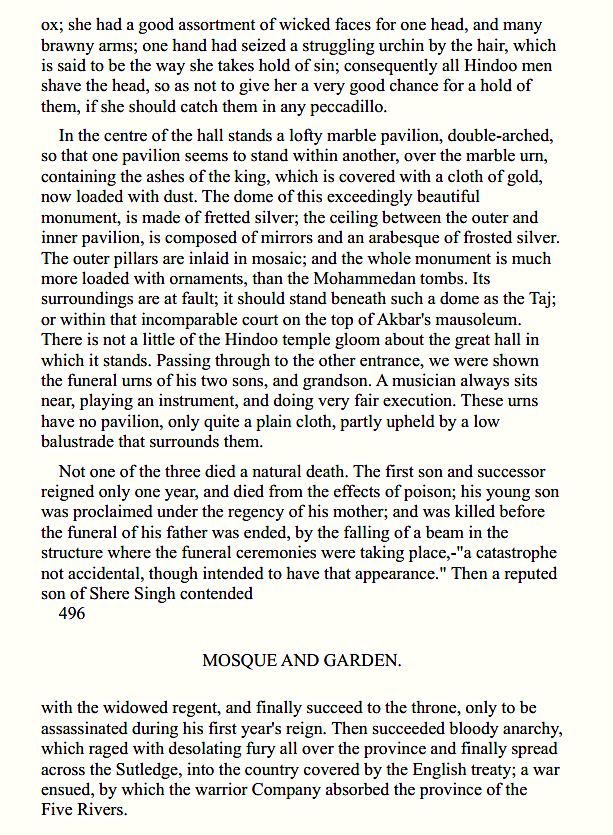 ox; she had a good assortment of wicked faces for one head, and many
brawny arms; one hand had seized a struggling urchin by the hair, which
is said to be the way she takes hold of sin; consequently all Hindoo men
shave the head, so as not to give her a very good chance for a hold of
them, if she should catch them in any peccadillo.
In the centre of the hall stands a lofty marble pavilion, double-arched,
so that one pavilion seems to stand within another, over the marble urn,
containing the ashes of the king, which is covered with a cloth of gold,
now loaded with dust. The dome of this exceedingly beautiful
monument, is made of fretted silver; the ceiling between the outer and
inner pavilion, is composed of mirrors and an arabesque of frosted silver.
The outer pillars are inlaid in mosaic; and the whole monument is much
more loaded with ornaments, than the Mohammedan tombs. Its
surroundings are at fault; it should stand beneath such a dome as the Taj;
or within that incomparable court on the top of Akbar's mausoleum.
There is not a little of the Hindoo temple gloom about the great hall in
which it stands. Passing through to the other entrance, we were shown
the funeral urns of his two sons, and grandson. A musician always sits
near, playing an instrument, and doing very fair execution. These urns
have no pavilion, only quite a plain cloth, partly upheld by a low
balustrade that surrounds them.
Not one of the three died a natural death. The first son and successor
reigned only one year, and died from the effects of poison; his young son
was proclaimed under the regency of his mother; and was killed before
the funeral of his father was ended, by the falling of a beam in the
structure where the funeral ceremonies were taking place,-"a catastrophe
not accidental, though intended to have that appearance." Then a reputed
son of Shere Singh contended
496
MOSQUE AND GARDEN.
with the widowed regent, and finally succeed to the throne, only to be
assassinated during his first year's reign. Then succeeded bloody anarchy,
which raged with desolating fury all over the province and finally spread
across the Sutledge, into the country covered by the English treaty; a war
ensued, by which the warrior Company absorbed the province of the
Five Rivers.